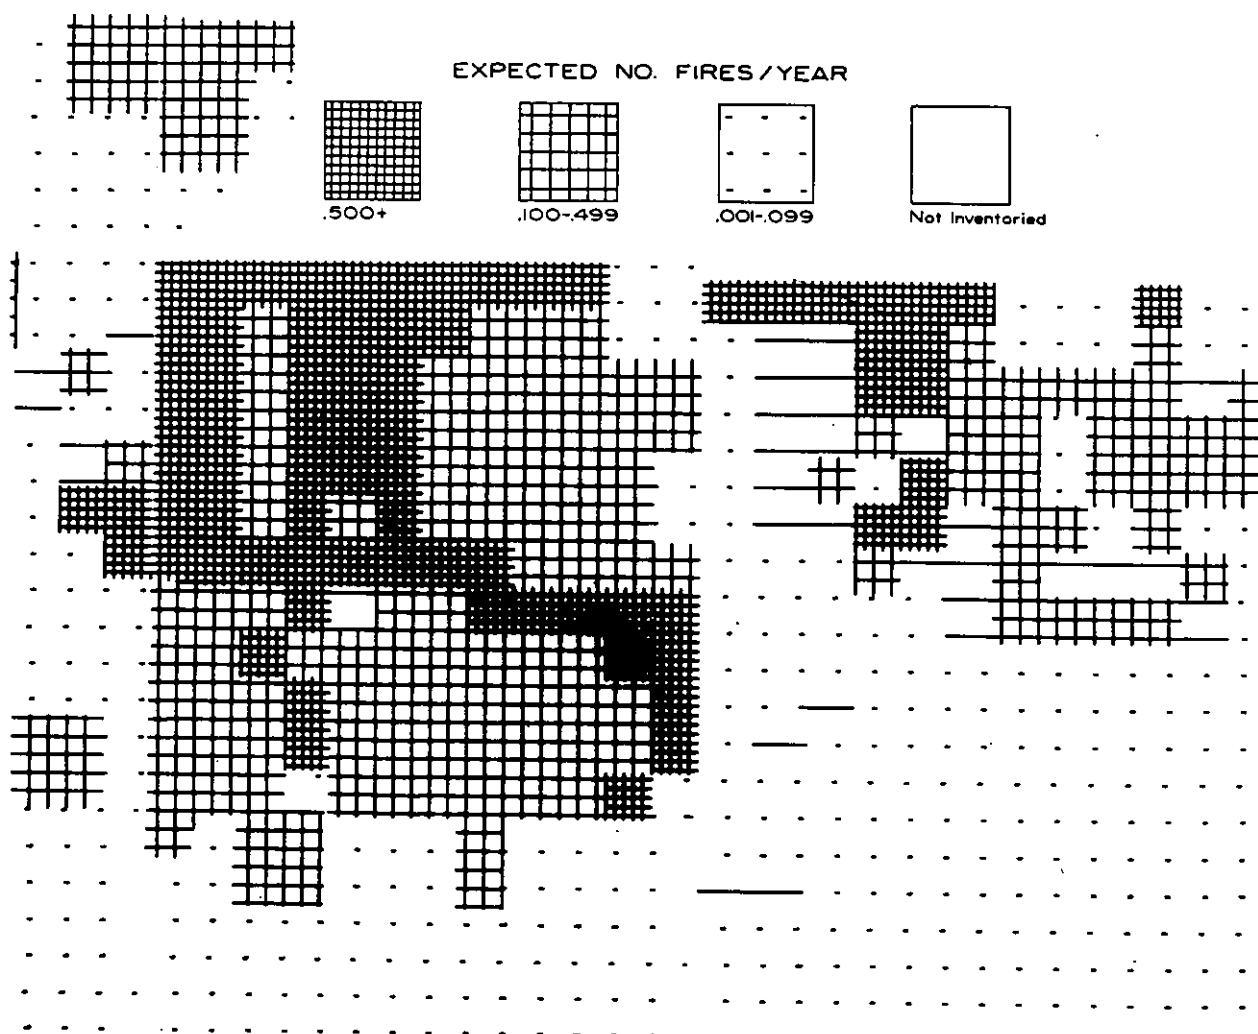 EXPECTED NO. FIRES/YEAR
.500+
.100-.499
.001-.099
Not Inventoried